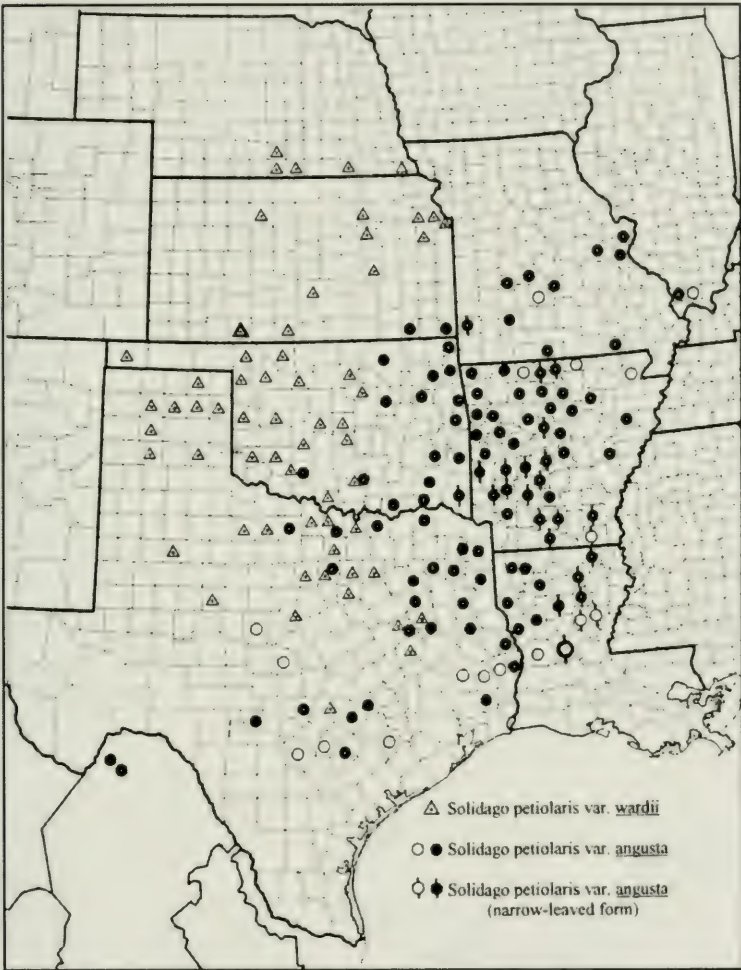 Solidago petiolaris var. wardii
Solidago petiolaris var. angusta
Solidago petiolaris var. angusta
(narrow-leaved form)